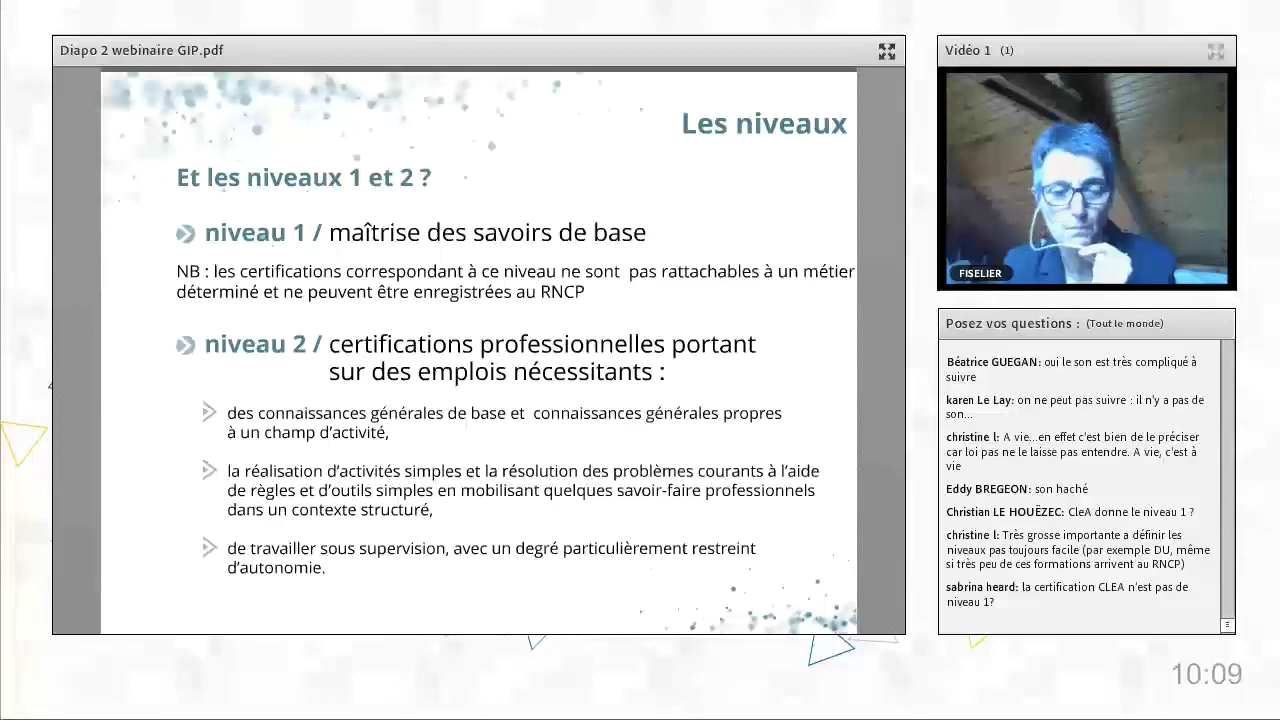 Diapo 2 webinaire GIP.pdf
Les niveaux
Et les niveaux 1 et 2 ?
niveau 1 / maîtrise des savoirs de base
NB : les certifications correspondant à ce niveau ne sont pas rattachables à un métier
déterminé et ne peuvent être enregistrées au RNCP
niveau 2 / certifications professionnelles portant
sur des emplois nécessitants :
des connaissances générales de base et connaissances générales propres
à un champ d'activité,
la réalisation d'activités simples et la résolution des problèmes courants à l'aide
de règles et d'outils simples en mobilisant quelques savoir-faire professionnels
dans un contexte structuré,
de travailler sous supervision, avec un degré particulièrement restreint
d'autonomie.
Vidéo 1 (1)
FISELIER
Posez vos questions : (Tout le monde)
Béatrice GUEGAN: oui le son est très compliqué à
suivre
karen Le Lay: on ne peut pas suivre : il n'y a pas de
son...
christine l: A vie...en effet c'est bien de le préciser
car loi pas ne le laisse pas entendre. A vie, c'est à
vie
Eddy BREGEON: son haché
Christian LE HOUËZEC: CleA donne le niveau 1 ?
christine l: Très grosse importante a définir les
niveaux pas toujours facile (par exemple DU, même
si très peu de ces formations arrivent au RNCP)
sabrina heard: la certification CLEA n'est pas de
niveau 1?
10:09